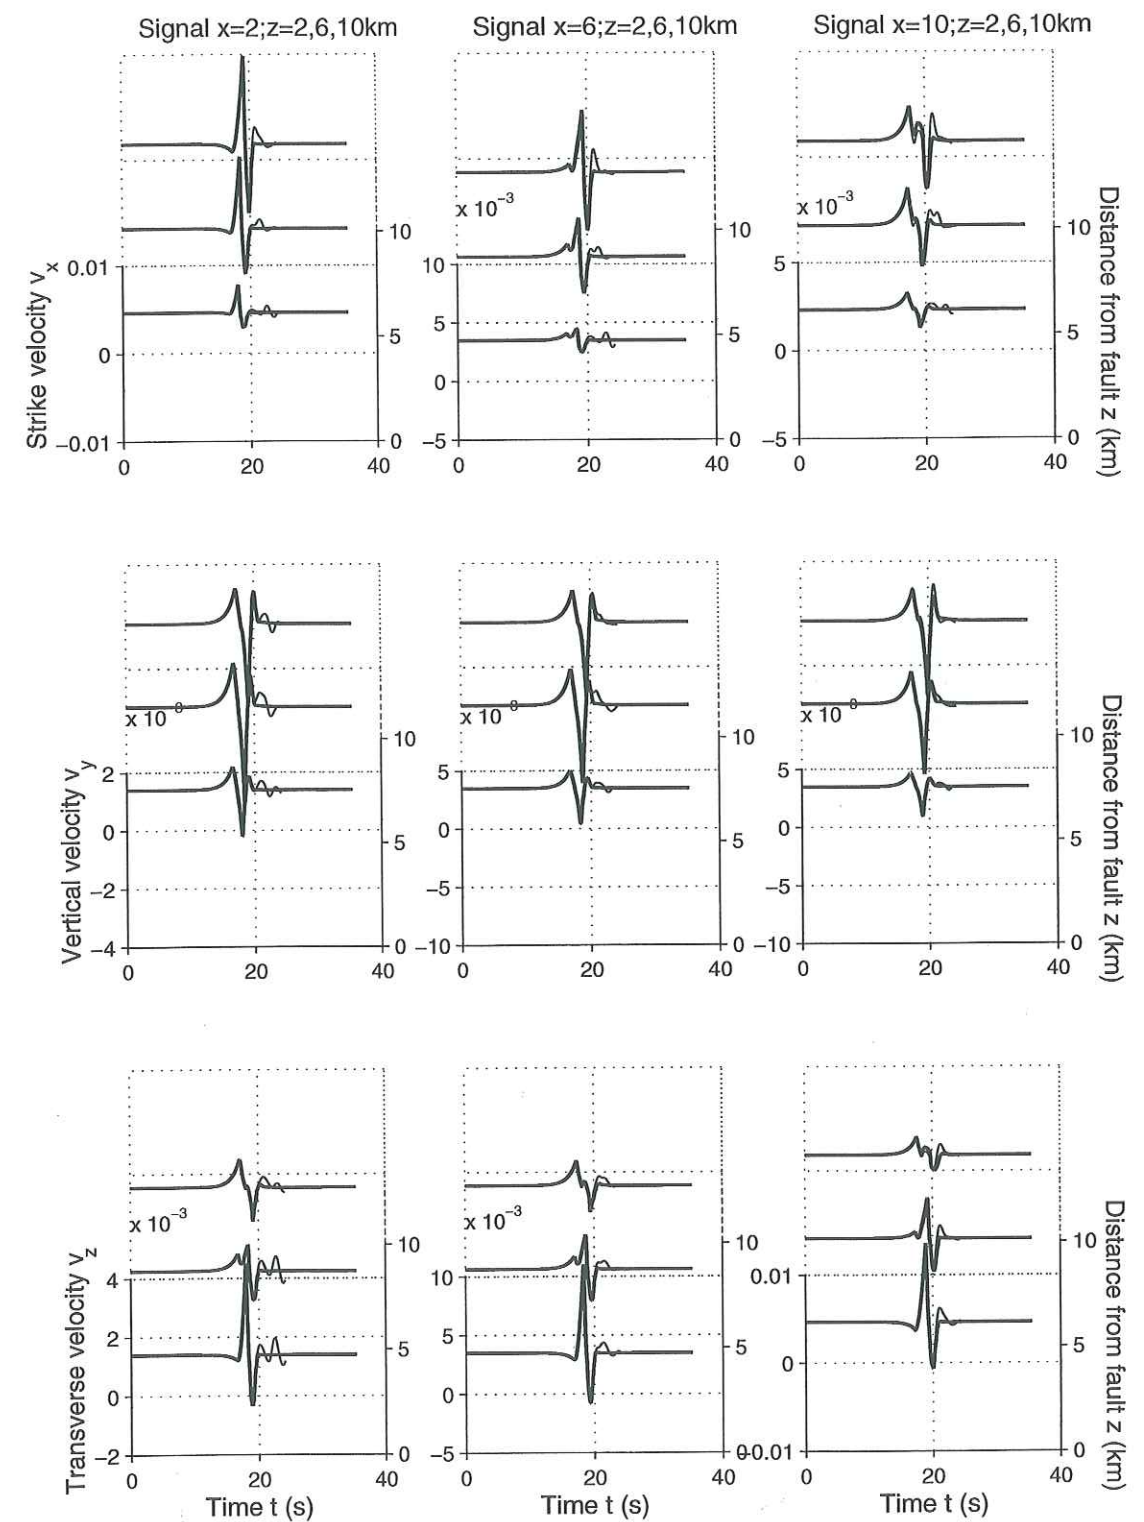 Signal x=2;z=2,6,10km Signal x=6;z=2,6,10km Signal x=10;z=2,6,10km
Strike velocity vx
0.01
0
−0.01
0 20 40
10
5
0
x 10−3
10
5
0
−5
0 20 40
10
5
0
x 10−3
5
0
−5
0 20 40
10
5
0
Distance from fault z (km)
Vertical velocity vy
2
0
−2
−4
0 20 40
10
5
0
5
0
−5
−10
0 20 40
10
5
0
5
0
−5
−10
0 20 40
10
5
0
Distance from fault z (km)
Transverse velocity vz
x 10−3
4
2
0
−2
0 20 40
10
5
0
x 10−3
10
5
0
−5
0 20 40
10
5
0
0.01
0
−0.01
0 20 40
10
5
0
Distance from fault z (km)
Time t (s) Time t (s) Time t (s)